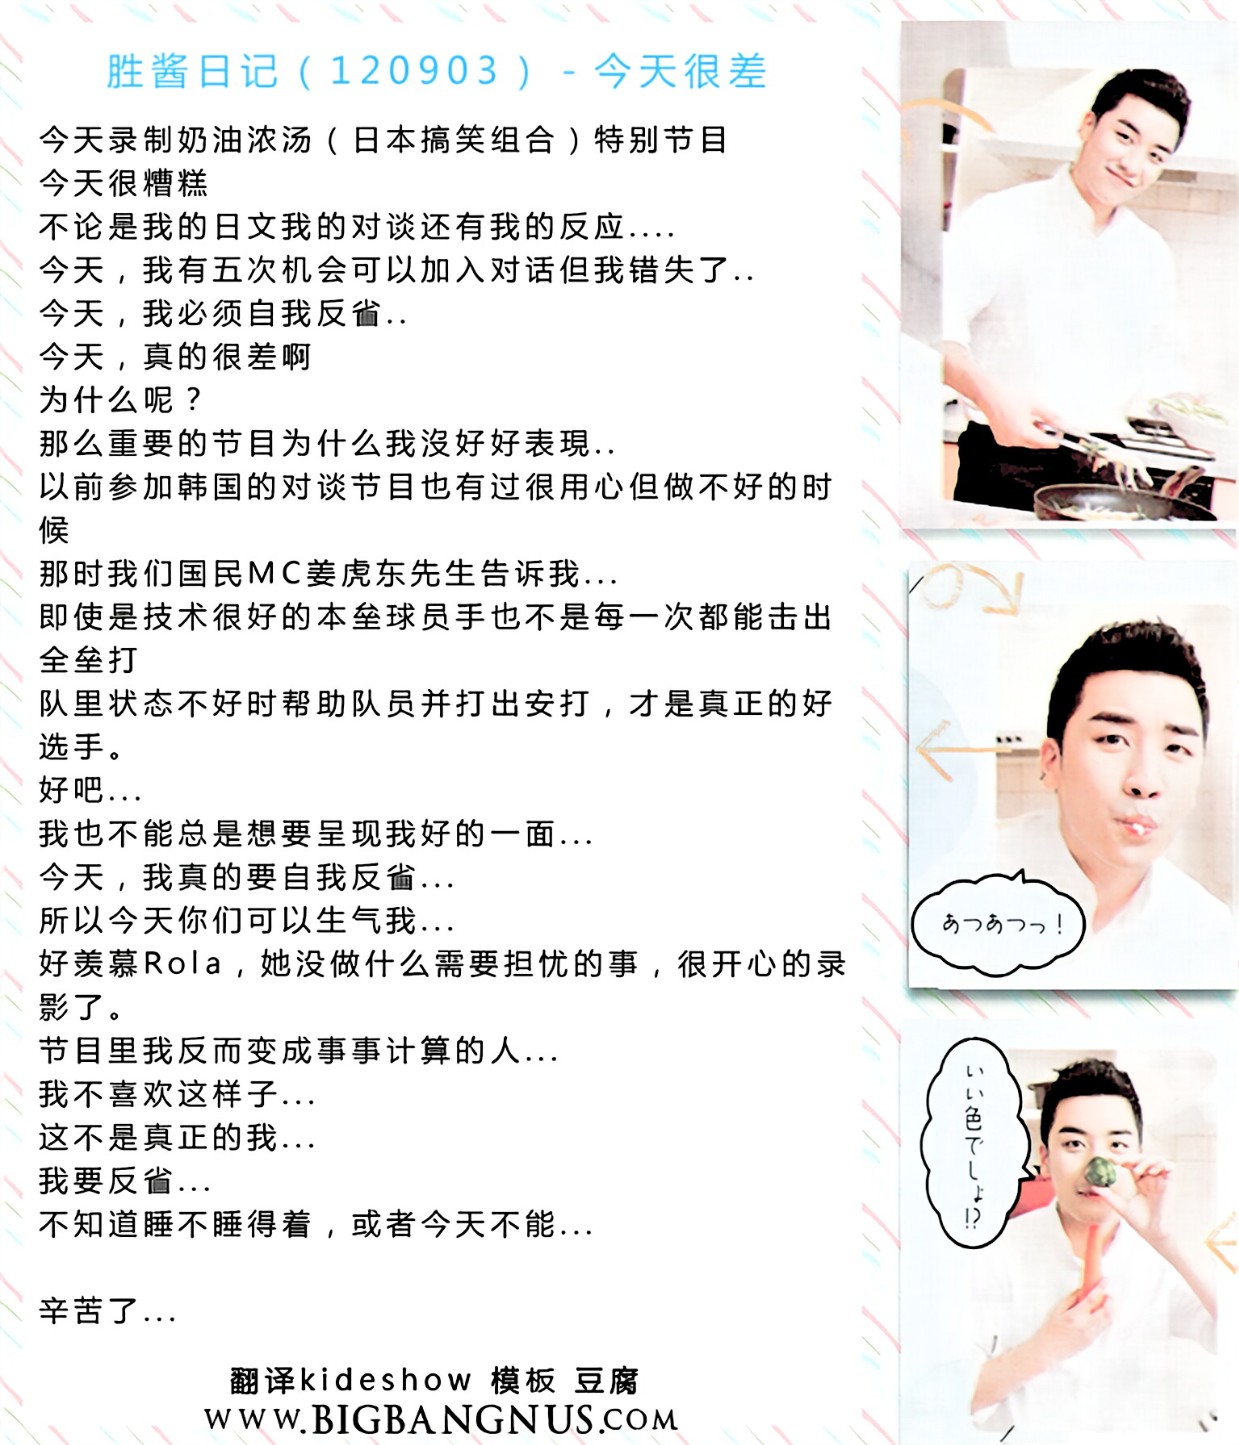 胜酱日记（120903）- 今天很差
今天录制奶油浓汤（日本搞笑组合）特别节目
今天很糟糕
不论是我的日文我的对谈还有我的反应....
今天，我有五次机会可以加入对话但我错失了..
今天，我必须自我反省..
今天，真的很差啊
为什么呢？
那么重要的节目为什么我沒好好表現..
以前参加韩国的对谈节目也有过很用心但做不好的时
候
那时我们国民MC姜虎东先生告诉我...
即使是技术很好的本垒球员手也不是每一次都能击出
全垒打
队里状态不好时帮助队员并打出安打，才是真正的好
选手。
好吧...
我也不能总是想要呈现我好的一面...
今天，我真的要自我反省...
所以今天你们可以生气我...
好羡慕Rola，她没做什么需要担忧的事，很开心的录
影了。
节目里我反而变成事事计算的人...
我不喜欢这样子...
这不是真正的我...
我要反省...
不知道睡不睡得着，或者今天不能...
辛苦了...
翻译kideshow 模板 豆腐
WWW.BIGBANGNUS.COM
あつあつっ！
いい色でしょ!?